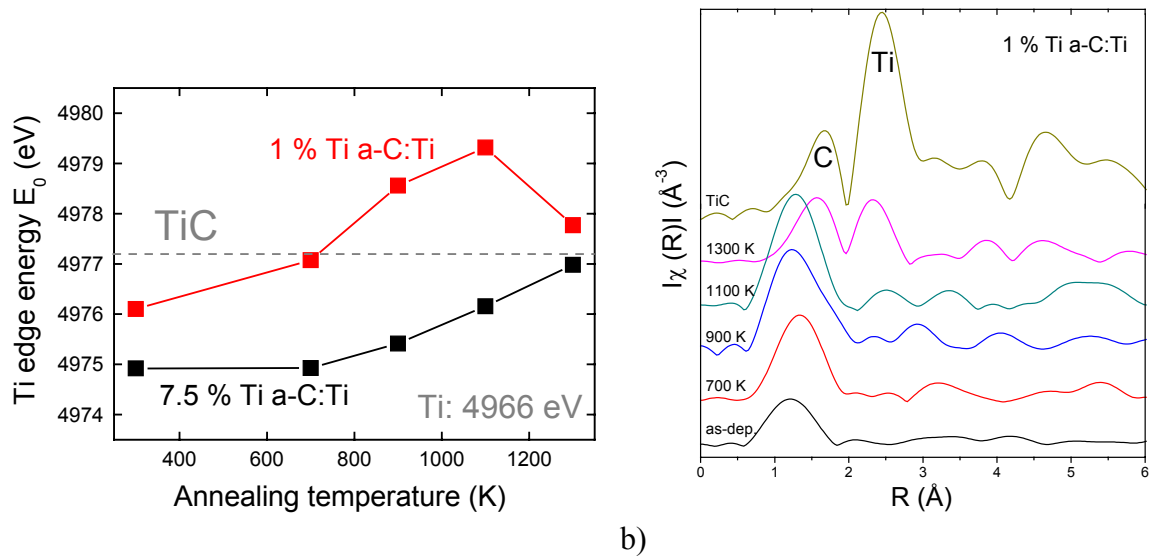 Ti edge energy E₀ (eV)
4980
4979
4978
4977
4976
4975
4974
1 % Ti a-C:Ti
TiC
7.5 % Ti a-C:Ti
Ti: 4966 eV
400 600 800 1000 1200
Annealing temperature (K)
Iχ (R)I (Å⁻³)
1 % Ti a-C:Ti
Ti
C
TiC
1300 K
1100 K
900 K
700 K
as-dep.
0 1 2 3 4 5 6
R (Å)
b)